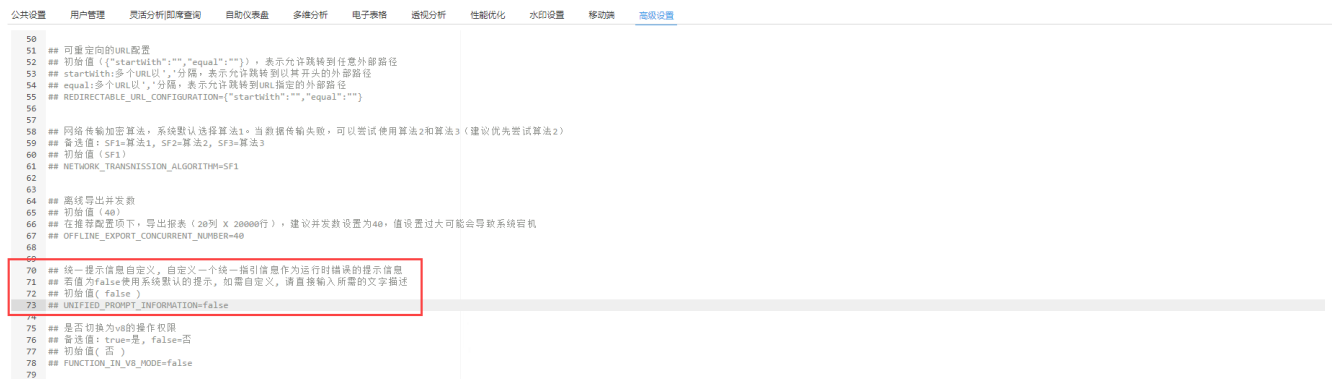 公共设置 用户管理 灵活分析|即席查询 自助仪表盘 多维分析 电子表格 透视分析 性能优化 水印设置 移动端 高级设置
50
51 ## 可重定向的URL配置
52 ## 初始值（{"startWith":"","equal":""}），表示允许跳转到任意外部路径
53 ## startWith:多个URL以','分隔，表示允许跳转到以其开头的外部路径
54 ## equal:多个URL以','分隔，表示允许跳转到URL指定的外部路径
55 ## REDIRECTABLE_URL_CONFIGURATION={"startWith":"","equal":""}
56
57
58 ## 网络传输加密算法，系统默认选择算法1。当数据传输失败，可以尝试使用算法2和算法3（建议优先尝试算法2）
59 ## 备选值：SF1=算法1, SF2=算法2, SF3=算法3
60 ## 初始值（SF1）
61 ## NETWORK_TRANSNISSION_ALGORITHM=SF1
62
63
64 ## 离线导出并发数
65 ## 初始值（40）
66 ## 在推荐配置项下，导出报表（20列 X 20000行），建议并发数设置为40，值设置过大可能会导致系统宕机
67 ## OFFLINE_EXPORT_CONCURRENT_NUMBER=40
68
69
70 ## 统一提示信息自定义, 自定义一个统一指引信息作为运行时错误的提示信息
71 ## 若值为false使用系统默认的提示, 如需自定义, 请直接输入所需的文字描述
72 ## 初始值( false )
73 ## UNIFIED_PROMPT_INFORMATION=false
74
75 ## 是否切换为v8的操作权限
76 ## 备选值：true=是, false=否
77 ## 初始值( 否 )
78 ## FUNCTION_IN_V8_MODE=false
79